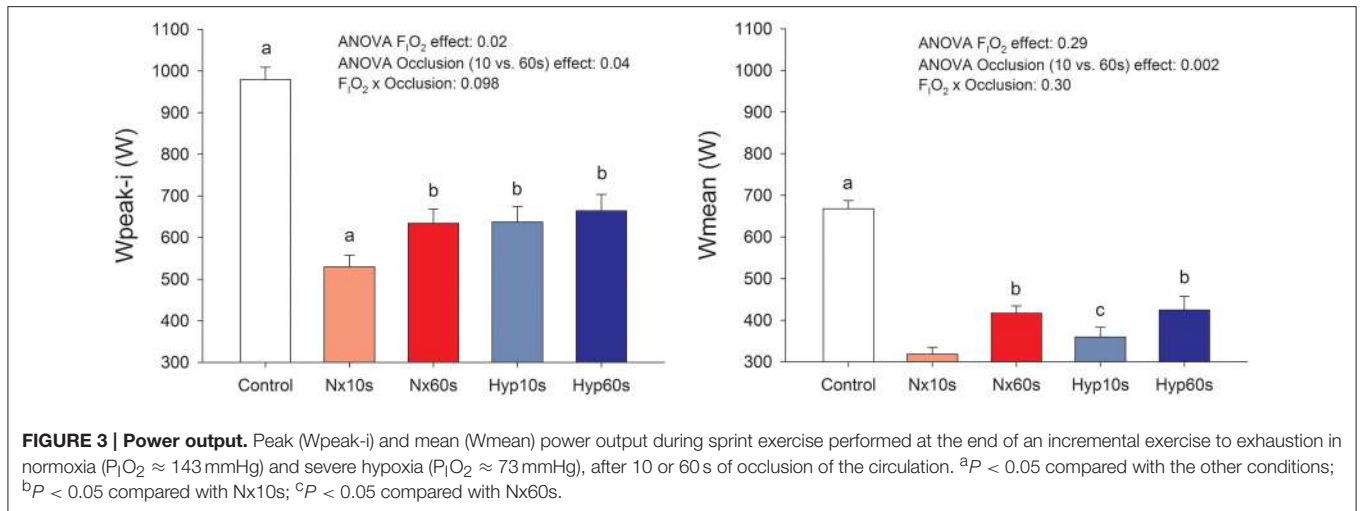 1100
1000
900
800
700
600
500
400
300
Wpeak-i (W)
ANOVA FIO2 effect: 0.02
ANOVA Occlusion (10 vs. 60s) effect: 0.04
FIO2 x Occlusion: 0.098
a
a
b
b
b
Control Nx10s Nx60s Hyp10s Hyp60s
1100
1000
900
800
700
600
500
400
300
Wmean (W)
ANOVA FIO2 effect: 0.29
ANOVA Occlusion (10 vs. 60s) effect: 0.002
FIO2 x Occlusion: 0.30
a
b
c
b
Control Nx10s Nx60s Hyp10s Hyp60s
FIGURE 3 | Power output. Peak (Wpeak-i) and mean (Wmean) power output during sprint exercise performed at the end of an incremental exercise to exhaustion in
normoxia (PIO2 ≈ 143 mmHg) and severe hypoxia (PIO2 ≈ 73 mmHg), after 10 or 60 s of occlusion of the circulation. aP < 0.05 compared with the other conditions;
bP < 0.05 compared with Nx10s; cP < 0.05 compared with Nx60s.